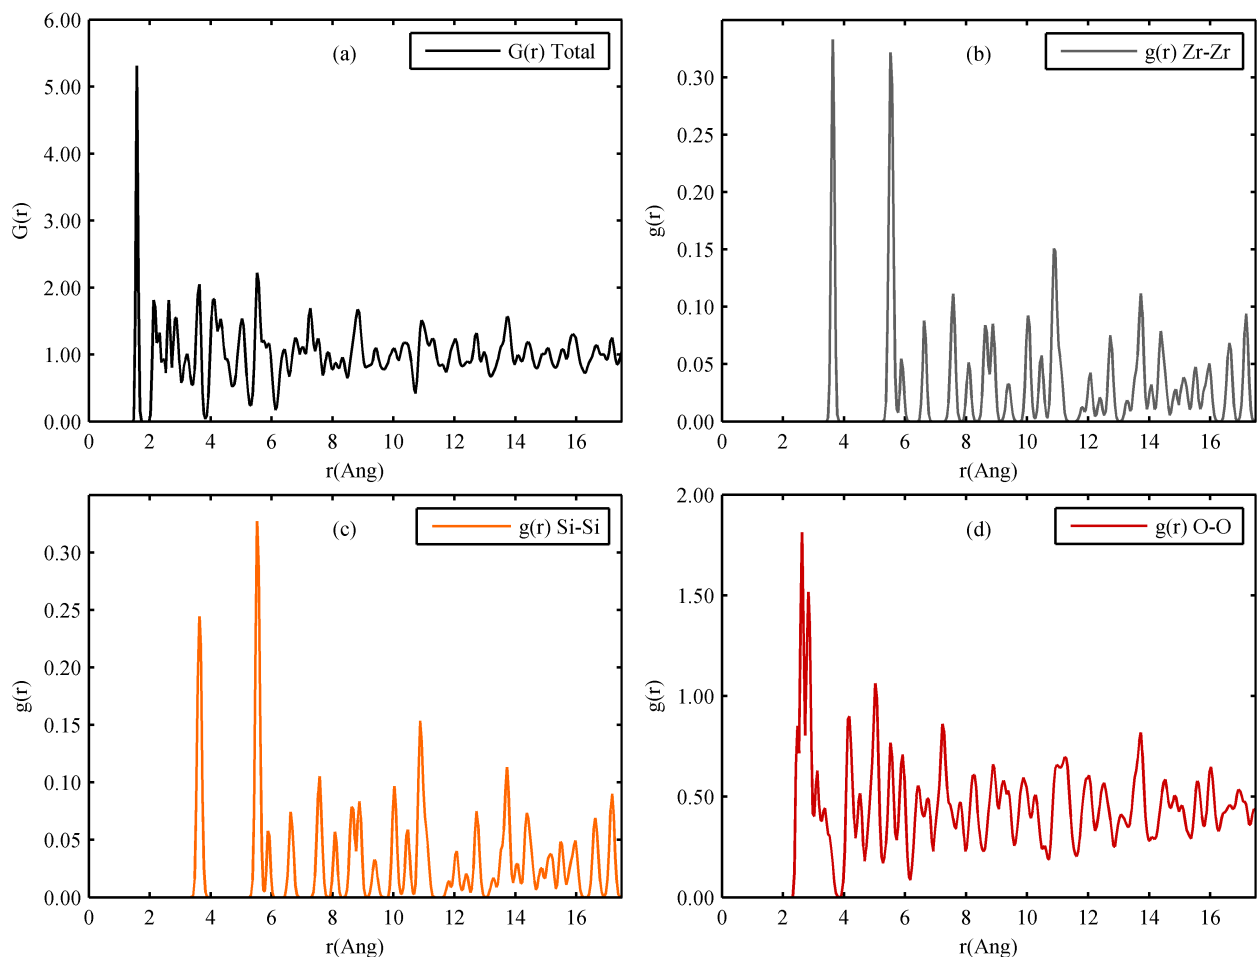 6.00
5.00
4.00
3.00
2.00
1.00
0.00
G(r)
(a)
G(r) Total
0 2 4 6 8 10 12 14 16
r(Ang)
0.30
0.25
0.20
0.15
0.10
0.05
0.00
g(r)
(b)
g(r) Zr-Zr
0 2 4 6 8 10 12 14 16
r(Ang)
0.30
0.25
0.20
0.15
0.10
0.05
0.00
g(r)
(c)
g(r) Si-Si
0 2 4 6 8 10 12 14 16
r(Ang)
2.00
1.50
1.00
0.50
0.00
g(r)
(d)
g(r) O-O
0 2 4 6 8 10 12 14 16
r(Ang)